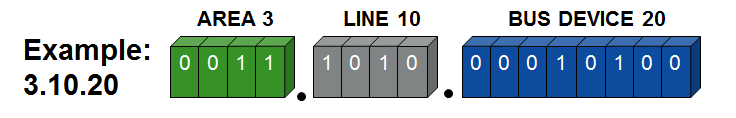 AREA 3 LINE 10 BUS DEVICE 20
Example:
3.10.20
0 0 1 1 . 1 0 1 0 . 0 0 0 1 0 1 0 0